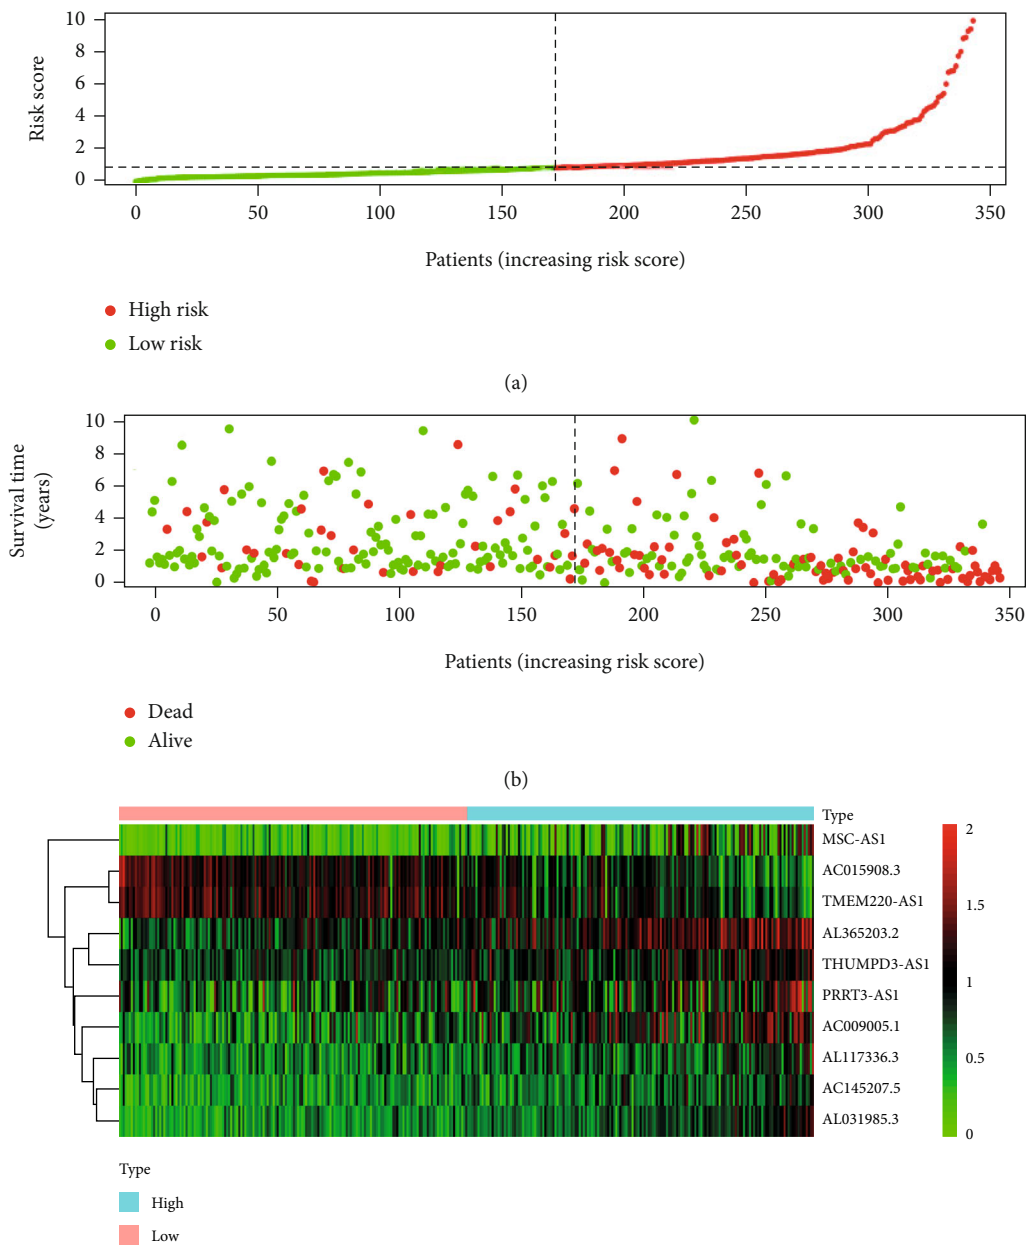 10
8
6
4
2
0
Risk score
0 50 100 150 200 250 300 350
Patients (increasing risk score)
High risk
Low risk
(a)
10
8
6
4
2
0
Survival time
(years)
0 50 100 150 200 250 300 350
Patients (increasing risk score)
Dead
Alive
(b)
Type
MSC-AS1
AC015908.3
TMEM220-AS1
AL365203.2
THUMPD3-AS1
PRRT3-AS1
AC009005.1
AL117336.3
AC145207.5
AL031985.3
2
1.5
1
0.5
0
Type
High
Low